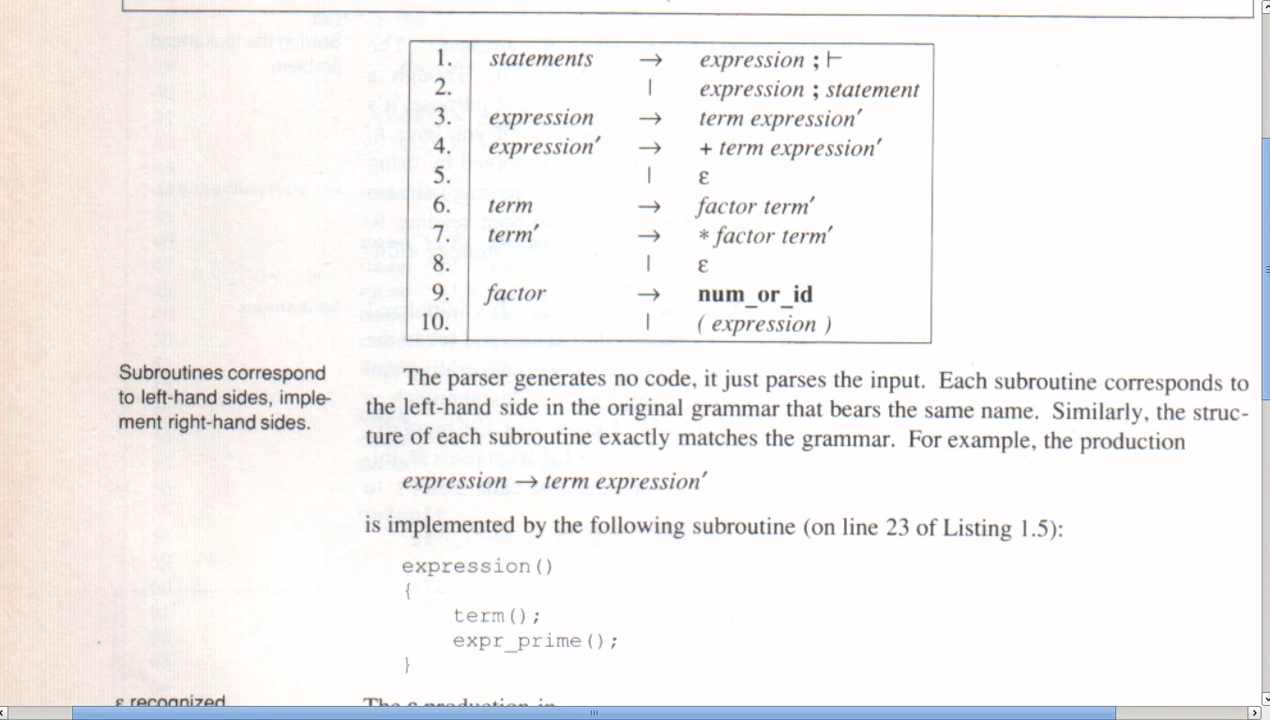 1. statements → expression ; ⊢
2. | expression ; statement
3. expression → term expression′
4. expression′ → + term expression′
5. | ε
6. term → factor term′
7. term′ → * factor term′
8. | ε
9. factor → num_or_id
10. | ( expression )
Subroutines correspond
to left-hand sides, imple-
ment right-hand sides.
The parser generates no code, it just parses the input. Each subroutine corresponds to
the left-hand side in the original grammar that bears the same name. Similarly, the struc-
ture of each subroutine exactly matches the grammar. For example, the production
expression → term expression′
is implemented by the following subroutine (on line 23 of Listing 1.5):
expression()
{
term();
expr_prime();
}
ε recognized
The ε production in